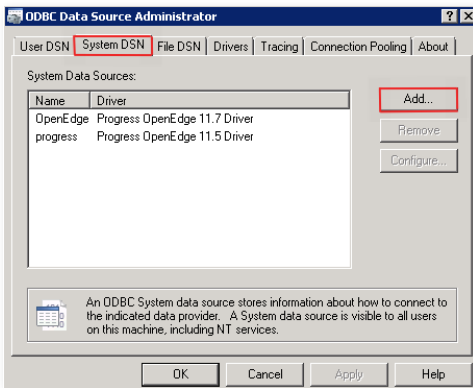 ODBC Data Source Administrator
User DSN System DSN File DSN Drivers Tracing Connection Pooling About
System Data Sources:
Name Driver
OpenEdge Progress OpenEdge 11.7 Driver
progress Progress OpenEdge 11.5 Driver
Add...
Remove
Configure...
An ODBC System data source stores information about how to connect to
the indicated data provider. A System data source is visible to all users
on this machine, including NT services.
OK Cancel Apply Help